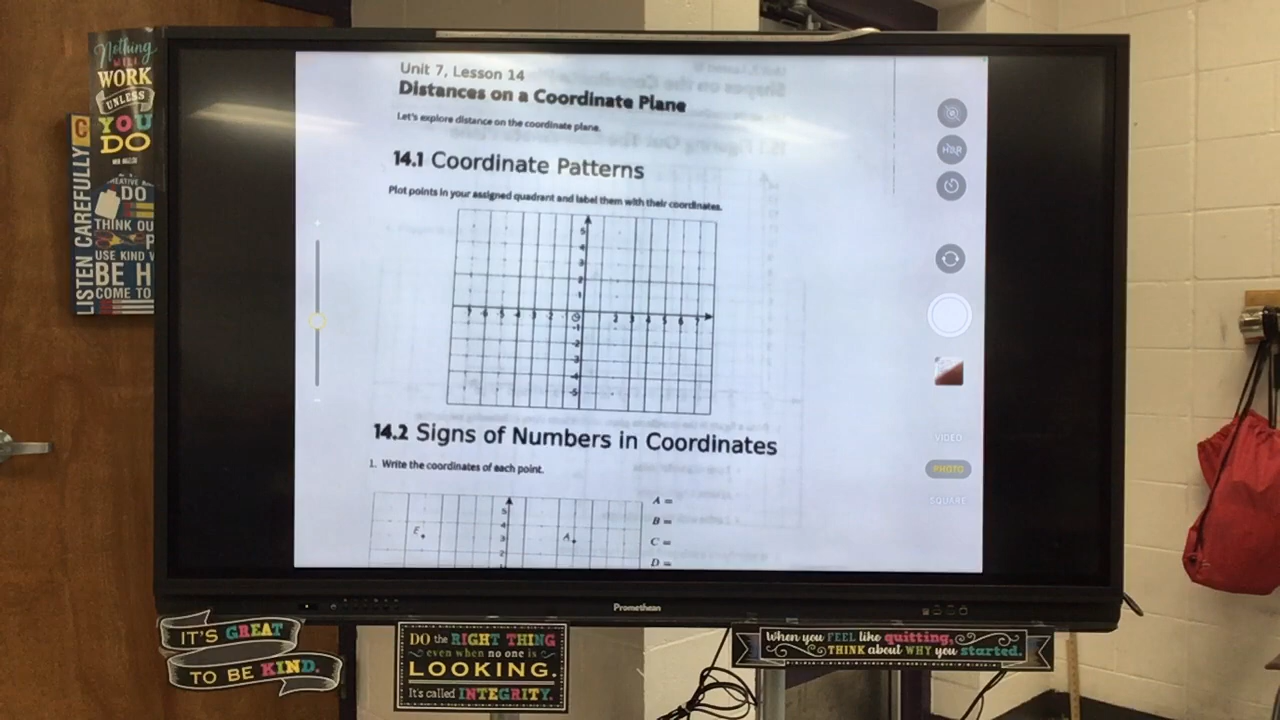 Nothing
WILL
WORK
UNLESS
YOU
DO
LISTEN CAREFULLY
C
DO
THINK OU
USE KIND
BE H
COME TO
Unit 7, Lesson 14
Distances on a Coordinate Plane
Let's explore distance on the coordinate plane.
14.1 Coordinate Patterns
Plot points in your assigned quadrant and label them with their coordinates.
14.2 Signs of Numbers in Coordinates
1. Write the coordinates of each point.
E
A
A =
B =
C =
D =
VIDEO
PHOTO
SQUARE
Promethean
IT'S GREAT
TO BE KIND.
DO the RIGHT THING
even when no one is
LOOKING.
It's called INTEGRITY.
When you FEEL like quitting,
THINK about WHY you started.